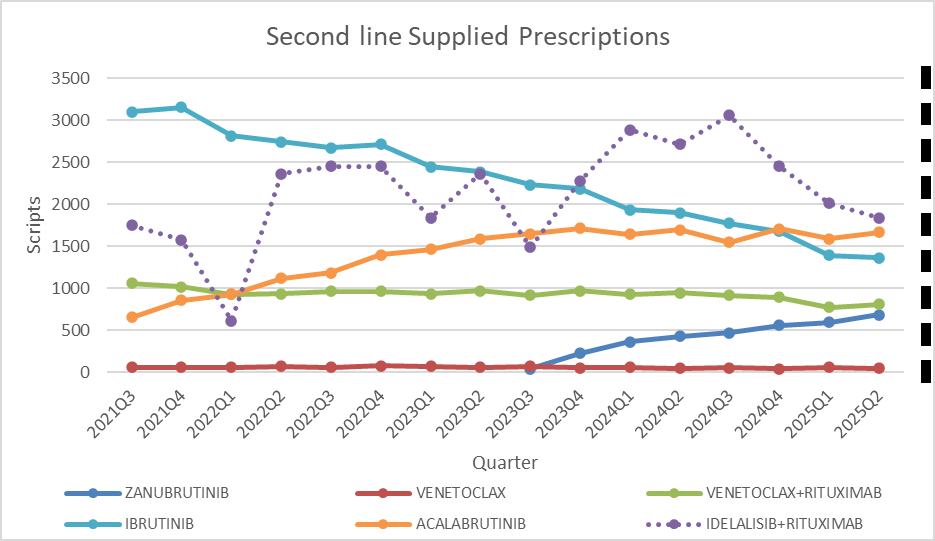 Second line Supplied Prescriptions
Scripts
3500
3000
2500
2000
1500
1000
500
0
2021Q3
2021Q4
2022Q1
2022Q2
2022Q3
2022Q4
2023Q1
2023Q2
2023Q3
2023Q4
2024Q1
2024Q2
2024Q3
2024Q4
2025Q1
2025Q2
Quarter
ZANUBRUTINIB
VENETOCLAX
VENETOCLAX+RITUXIMAB
IBRUTINIB
ACALABRUTINIB
IDELALISIB+RITUXIMAB